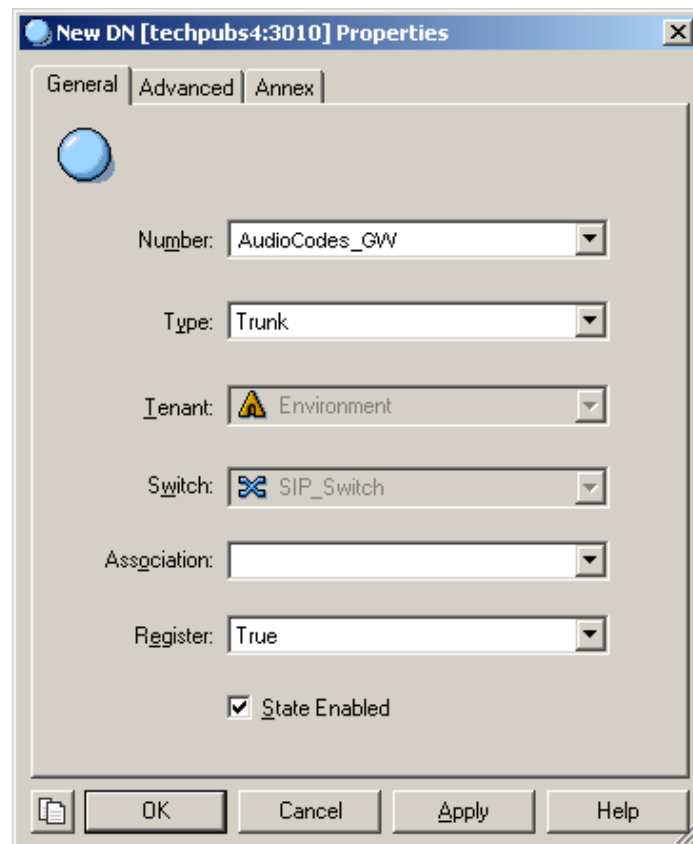 New DN [techpubs4:3010] Properties
General Advanced Annex
Number: AudioCodes_GW
Type: Trunk
Tenant: Environment
Switch: SIP_Switch
Association:
Register: True
State Enabled
OK Cancel Apply Help